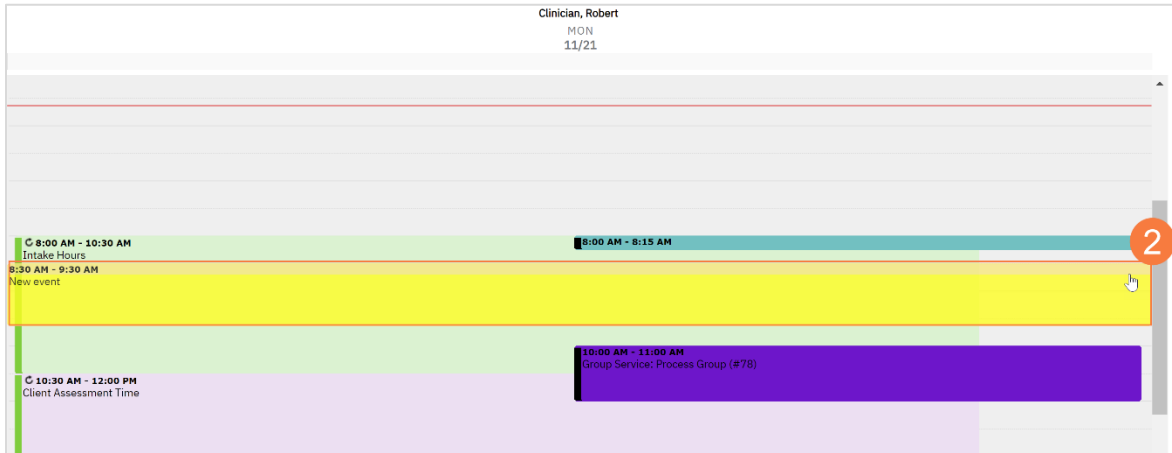 Clinician, Robert
MON
11/21
8:00 AM - 10:30 AM
Intake Hours
8:00 AM - 8:15 AM
2
8:30 AM - 9:30 AM
New event
10:00 AM - 11:00 AM
Group Service: Process Group (#78)
10:30 AM - 12:00 PM
Client Assessment Time